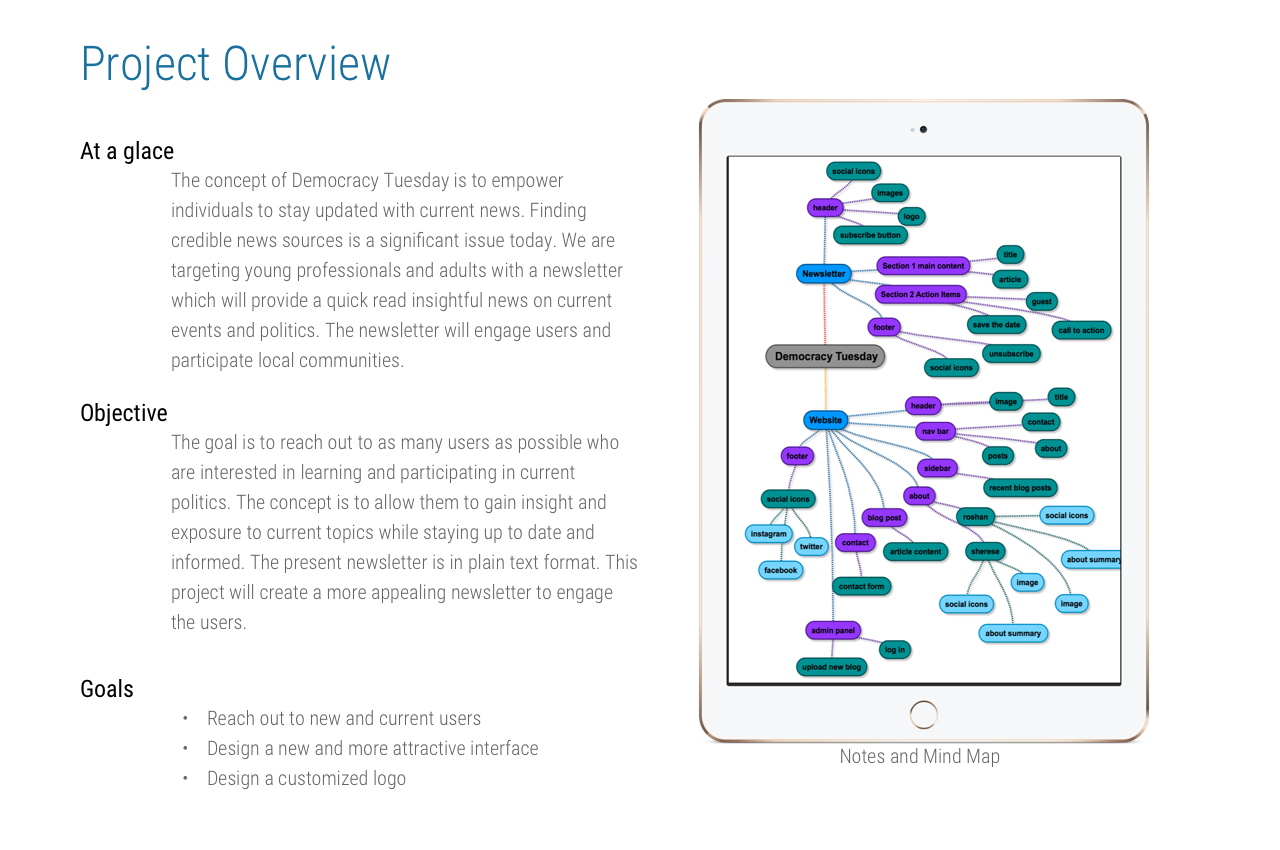 Project Overview
At a glace
The concept of Democracy Tuesday is to empower
individuals to stay updated with current news. Finding
credible news sources is a significant issue today. We are
targeting young professionals and adults with a newsletter
which will provide a quick read insightful news on current
events and politics. The newsletter will engage users and
participate local communities.
Objective
The goal is to reach out to as many users as possible who
are interested in learning and participating in current
politics. The concept is to allow them to gain insight and
exposure to current topics while staying up to date and
informed. The present newsletter is in plain text format. This
project will create a more appealing newsletter to engage
the users.
Goals
• Reach out to new and current users
• Design a new and more attractive interface
• Design a customized logo
social icons
images
header
logo
subscribe button
title
Section 1 main content
Newsletter
article
Section 2 Action Items
guest
save the date
footer
call to action
unsubscribe
Democracy Tuesday
social icons
title
image
header
Website
contact
nav bar
about
footer
posts
sidebar
recent blog posts
about
social icons
social icons
blog post
roshan
instagram
twitter
contact
article content
sherese
about summary
facebook
image
contact form
social icons
image
admin panel
about summary
log in
upload new blog
Notes and Mind Map